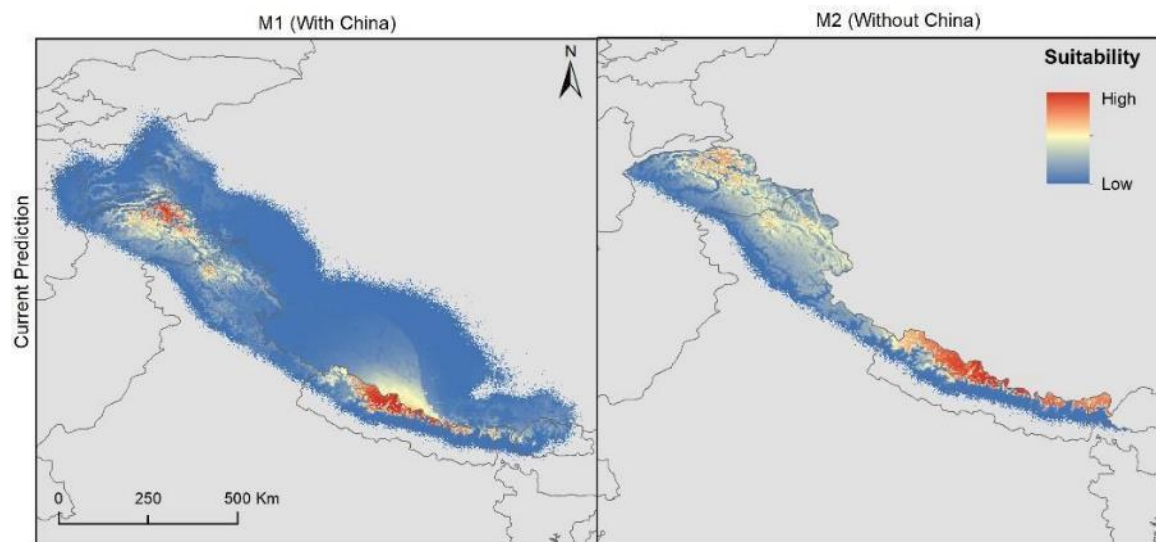 M1 (With China)
M2 (Without China)
N
Suitability
High
Low
Current Prediction
0 250 500 Km